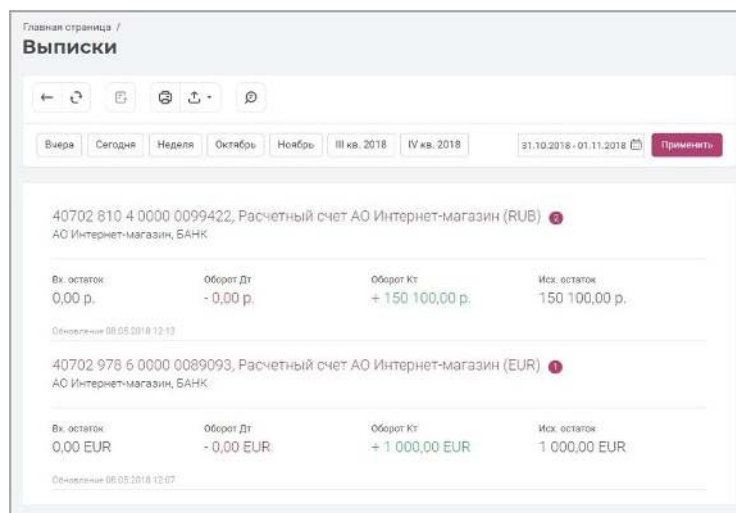 Главная страница /
Выписки
Вчера Сегодня Неделя Октябрь Ноябрь III кв. 2018 IV кв. 2018 31.10.2018 - 01.11.2018 Применить
40702 810 4 0000 0099422, Расчетный счет АО Интернет-магазин (RUB) 2
АО Интернет-магазин, БАНК
Вх. остаток Оборот Дт Оборот Кт Исх. остаток
0,00 р. - 0,00 р. + 150 100,00 р. 150 100,00 р.
Обновление 08.05.2018 12:13
40702 978 6 0000 0089093, Расчетный счет АО Интернет-магазин (EUR) 1
АО Интернет-магазин, БАНК
Вх. остаток Оборот Дт Оборот Кт Исх. остаток
0,00 EUR - 0,00 EUR + 1 000,00 EUR 1 000,00 EUR
Обновление 08.05.2018 12:07